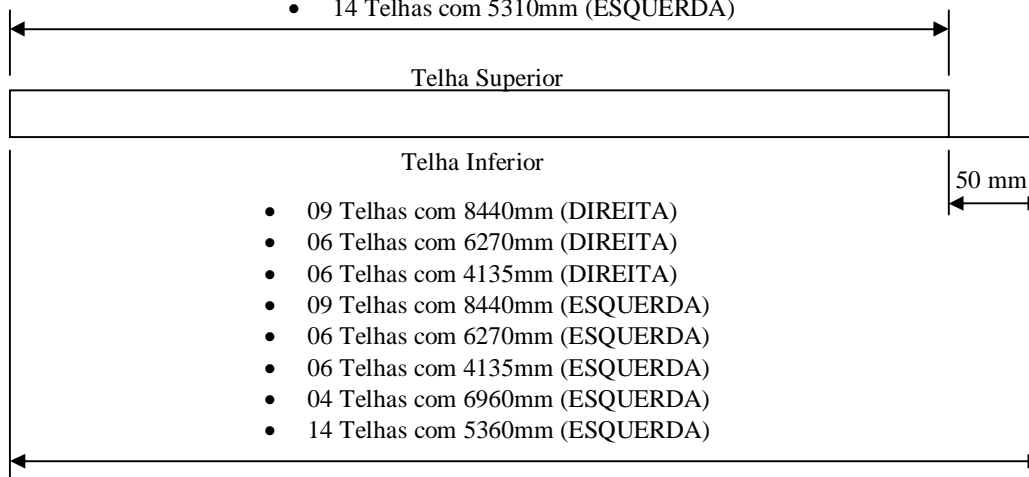 • 14 Telhas com 5310mm (ESQUERDA)
Telha Superior
Telha Inferior
50 mm
• 09 Telhas com 8440mm (DIREITA)
• 06 Telhas com 6270mm (DIREITA)
• 06 Telhas com 4135mm (DIREITA)
• 09 Telhas com 8440mm (ESQUERDA)
• 06 Telhas com 6270mm (ESQUERDA)
• 06 Telhas com 4135mm (ESQUERDA)
• 04 Telhas com 6960mm (ESQUERDA)
• 14 Telhas com 5360mm (ESQUERDA)